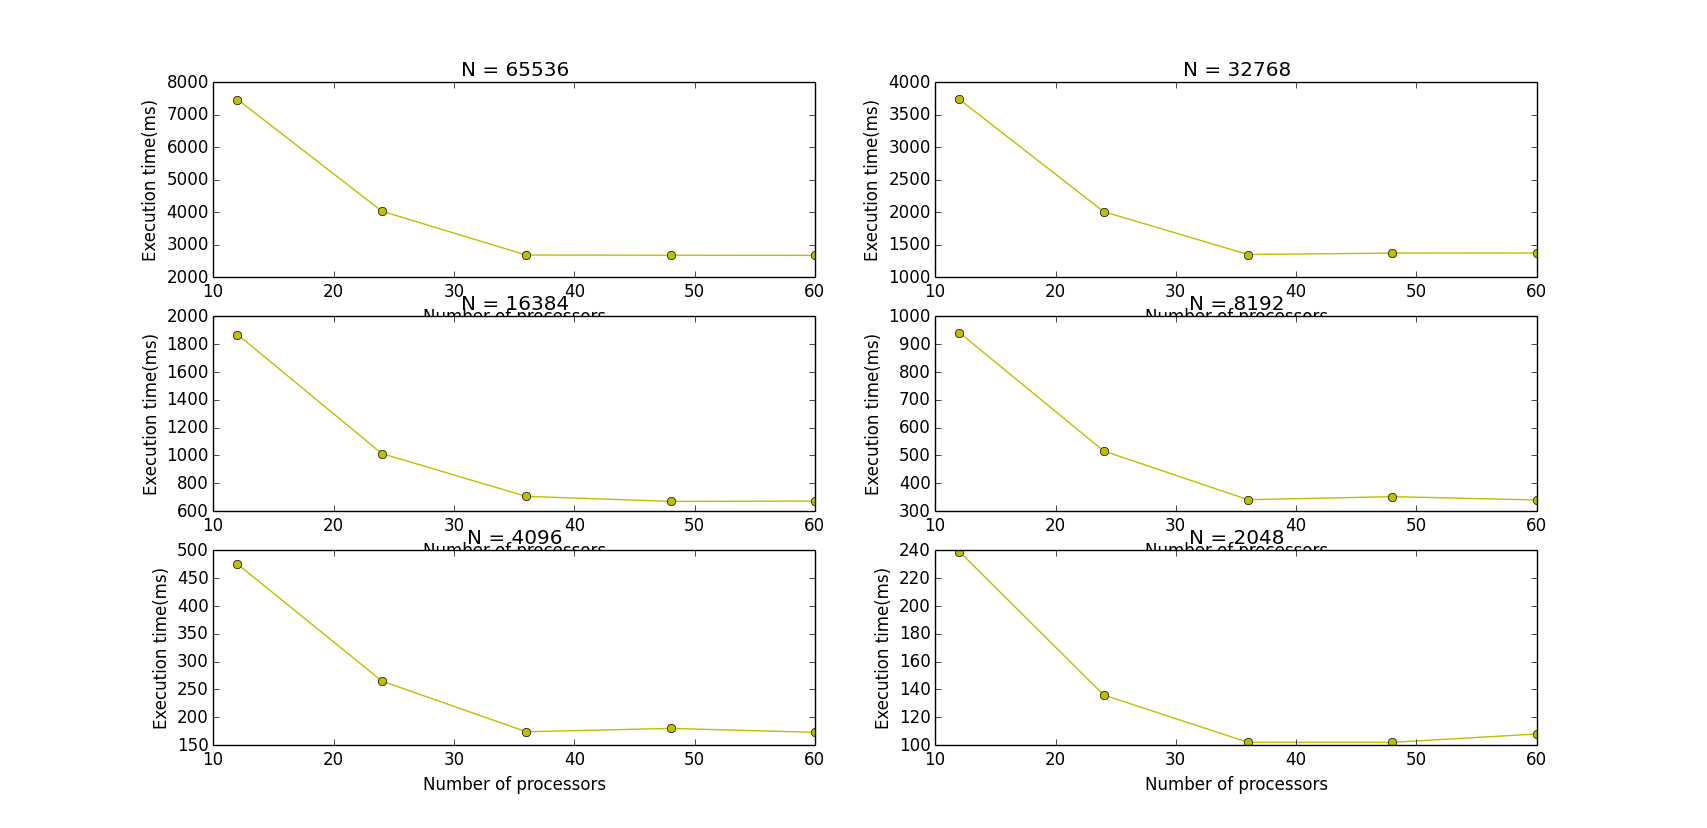 N = 65536
8000
7000
6000
5000
4000
3000
2000
Execution time(ms)
10 20 30 40 50 60
Number of processors
N = 32768
4000
3500
3000
2500
2000
1500
1000
Execution time(ms)
10 20 30 40 50 60
Number of processors
N = 16384
2000
1800
1600
1400
1200
1000
800
600
Execution time(ms)
10 20 30 40 50 60
Number of processors
N = 8192
1000
900
800
700
600
500
400
300
Execution time(ms)
10 20 30 40 50 60
Number of processors
N = 4096
500
450
400
350
300
250
200
150
Execution time(ms)
10 20 30 40 50 60
Number of processors
N = 2048
240
220
200
180
160
140
120
100
Execution time(ms)
10 20 30 40 50 60
Number of processors